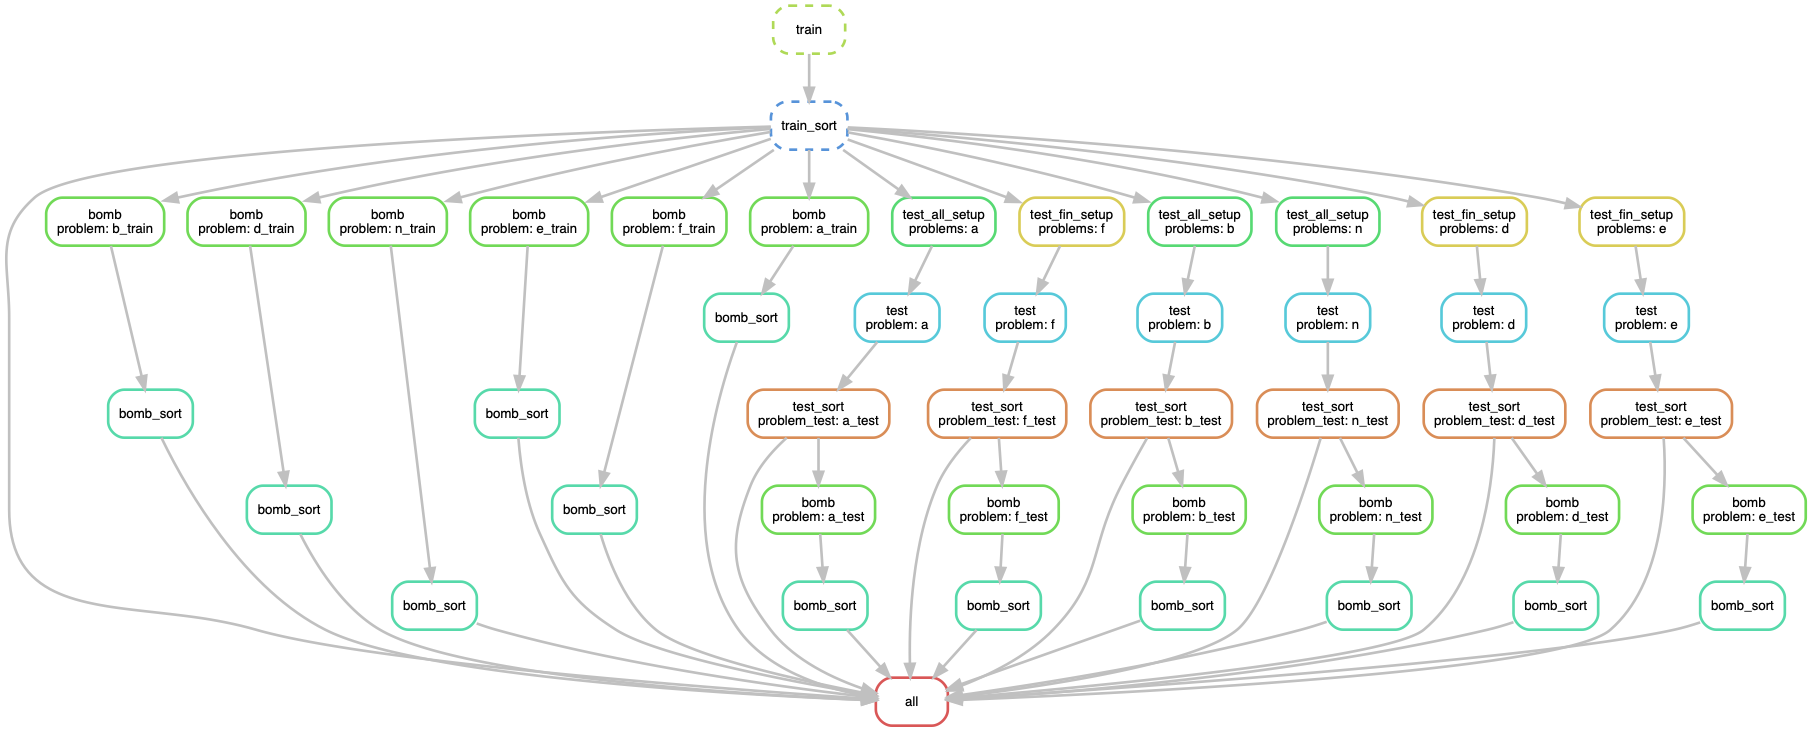 train
train_sort
bomb
problem: b_train
bomb
problem: d_train
bomb
problem: n_train
bomb
problem: e_train
bomb
problem: f_train
bomb
problem: a_train
test_all_setup
problems: a
test_fin_setup
problems: f
test_all_setup
problems: b
test_all_setup
problems: n
test_fin_setup
problems: d
test_fin_setup
problems: e
bomb_sort
test
problem: a
test
problem: f
test
problem: b
test
problem: n
test
problem: d
test
problem: e
bomb_sort
bomb_sort
test_sort
problem_test: a_test
test_sort
problem_test: f_test
test_sort
problem_test: b_test
test_sort
problem_test: n_test
test_sort
problem_test: d_test
test_sort
problem_test: e_test
bomb_sort
bomb_sort
bomb
problem: a_test
bomb
problem: f_test
bomb
problem: b_test
bomb
problem: n_test
bomb
problem: d_test
bomb
problem: e_test
bomb_sort
bomb_sort
bomb_sort
bomb_sort
bomb_sort
bomb_sort
bomb_sort
all